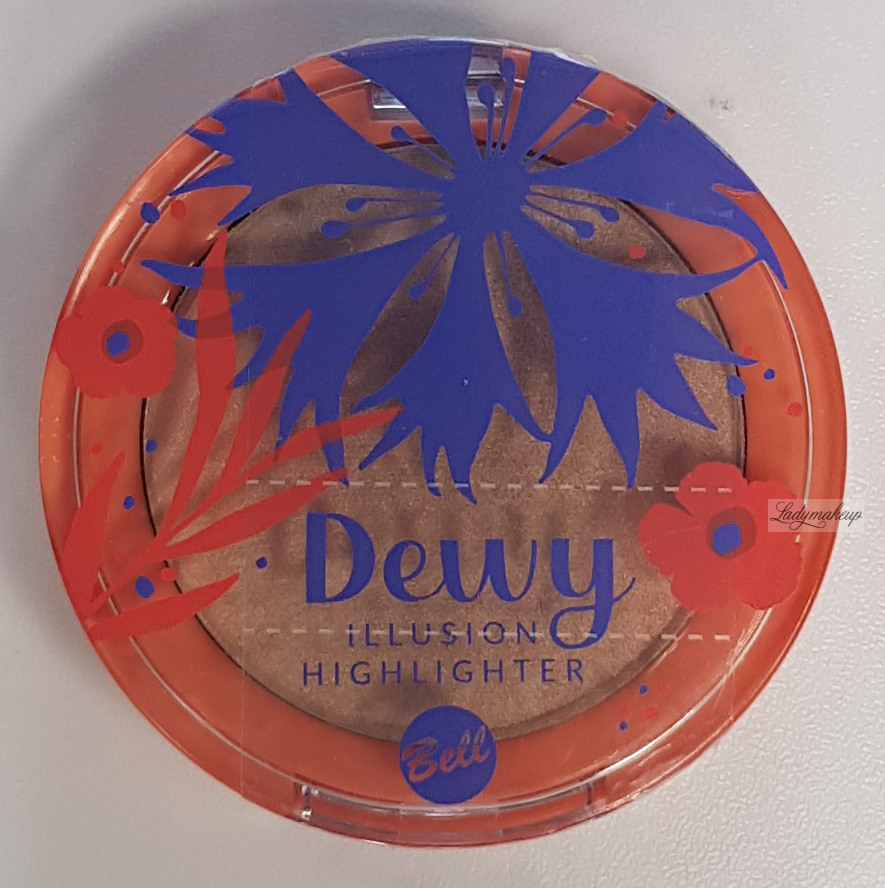 Ladymakeup
Dewy
iLLUSION
HIGHLIGHTER
Bell